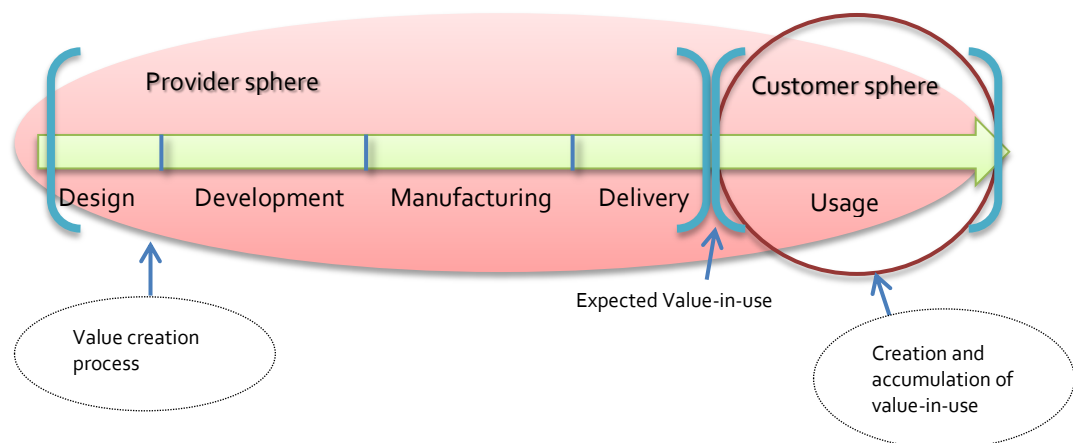 Provider sphere
Customer sphere
Design
Development
Manufacturing
Delivery
Usage
Expected Value-in-use
Value creation
process
Creation and
accumulation of
value-in-use